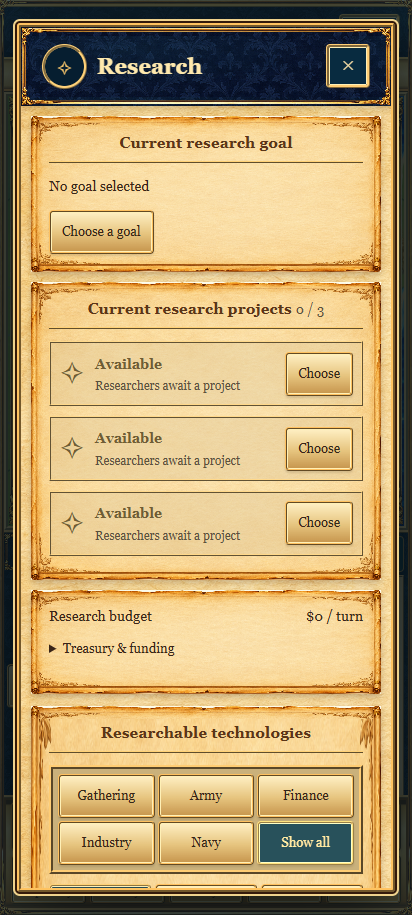 Research
×
Current research goal
No goal selected
Choose a goal
Current research projects 0 / 3
Available
Researchers await a project
Choose
Available
Researchers await a project
Choose
Available
Researchers await a project
Choose
Research budget $0 / turn
Treasury & funding
Researchable technologies
Gathering Army Finance
Industry Navy Show all